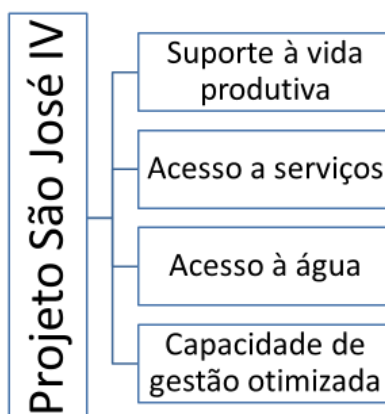 Projeto São José IV
Suporte à vida
produtiva
Acesso a serviços
Acesso à água
Capacidade de
gestão otimizada